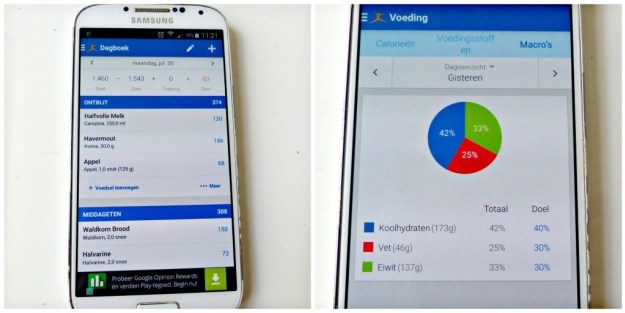 SAMSUNG
11:21
Dagboek
maandag, jul. 20
1.460 - 1.543 + 0 = -83
Doel Eten Training Over
ONTBIJT 374
Halfvolle Melk
Campina, 250,0 ml 120
Havermout
Avena, 50,0 g 186
Appel
Appel, 1,0 stuk (125 g) 68
+ Voedsel toevoegen ••• Meer
MIDDAGETEN 308
Waldkorn Brood
Waldkorn, 2,0 snee 150
Halvarine
Halvarine, 2,0 snee 72
Probeer Google Opinion Rewards
en verdien Play-tegoed. Begin nu!
Voeding
Calorieën Voedingsstoff
en Macro's
Dagoverzicht
Gisteren
42% 33%
25%
Totaal Doel
Koolhydraten (173g) 42% 40%
Vet (46g) 25% 30%
Eiwit (137g) 33% 30%